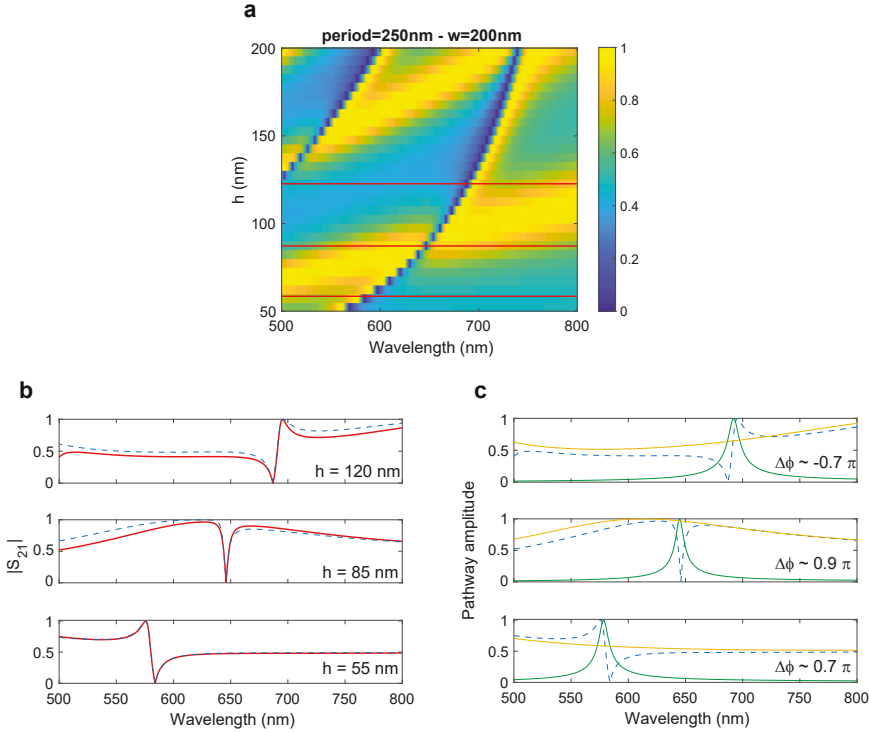 a
period=250nm - w=200nm
200
150
100
50
h (nm)
500
600
700
800
Wavelength (nm)
1
0.8
0.6
0.4
0.2
0
b
1
0.5
0
h = 120 nm
1
0.5
0
h = 85 nm
1
0.5
0
h = 55 nm
|S21|
500
550
600
650
700
750
800
Wavelength (nm)
c
1
0.5
0
Δϕ ~ -0.7 π
1
0.5
0
Δϕ ~ 0.9 π
1
0.5
0
Δϕ ~ 0.7 π
Pathway amplitude
500
550
600
650
700
750
800
Wavelength (nm)